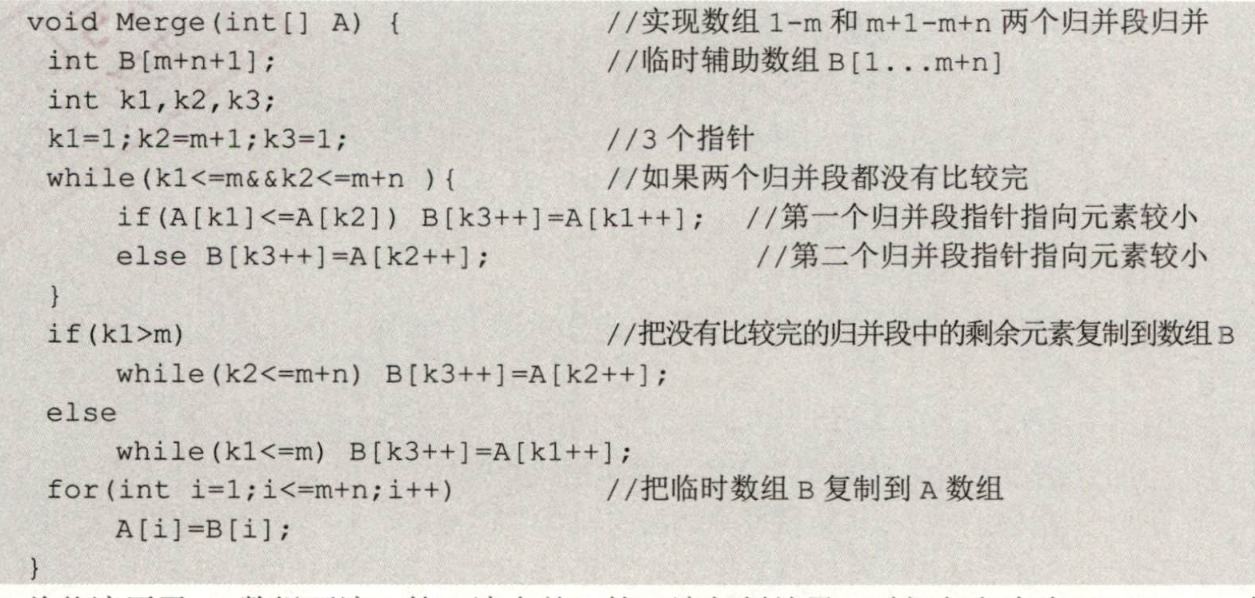 void Merge(int[] A) { //实现数组 1-m 和 m+1-m+n 两个归并段归并
int B[m+n+1]; //临时辅助数组 B[1...m+n]
int k1,k2,k3;
k1=1;k2=m+1;k3=1; //3 个指针
while(k1<=m&&k2<=m+n ){ //如果两个归并段都没有比较完
if(A[k1]<=A[k2]) B[k3++]=A[k1++]; //第一个归并段指针指向元素较小
else B[k3++]=A[k2++]; //第二个归并段指针指向元素较小
}
if(k1>m) //把没有比较完的归并段中的剩余元素复制到数组 B
while(k2<=m+n) B[k3++]=A[k2++];
else
while(k1<=m) B[k3++]=A[k1++];
for(int i=1;i<=m+n;i++) //把临时数组 B 复制到 A 数组
A[i]=B[i];
}